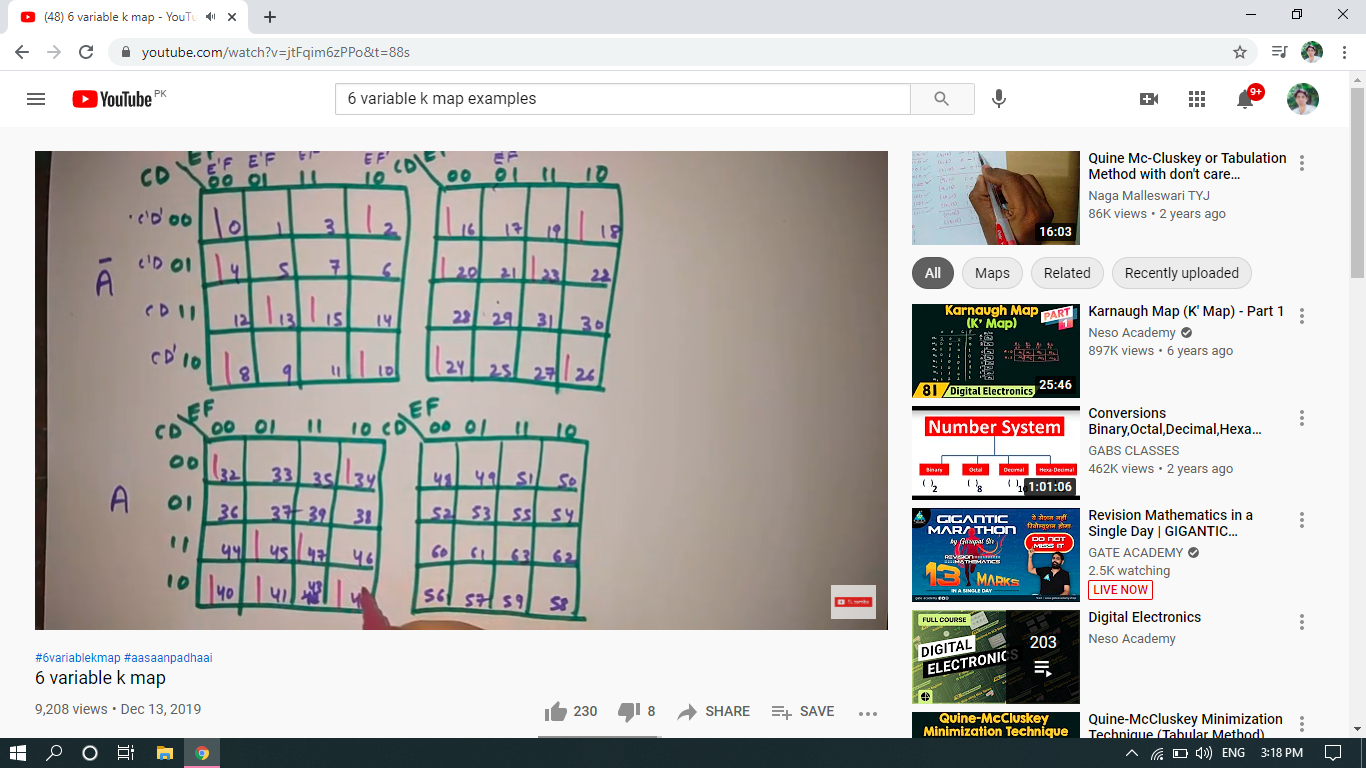 (48) 6 variable k map - YouTu
youtube.com/watch?v=jtFqim6zPPo&t=88s
YouTube PK
6 variable k map examples
9+
EF
E'F' E'F EF EF'
CD 00 01 11 10
C'D' 00 | 0 1 3 | 2
Ā
C'D 01 | 4 5 7 6
CD 11 12 | 13 | 15 14
CD' 10 | 8 9 11 | 10
CD EF
00 01 11 10
| 16 17 19 | 18
| 20 21 | 23 22
28 29 31 30
| 24 25 27 | 26
EF
CD 00 01 11 10
00 | 32 33 35 | 34
A
01 36 37 39 38
11 44 | 45 | 47 46
10 | 40 | 41 |
EF
CD 00 01 11 10
48 49 51 50
52 53 55 54
60 61 63 62
56 57 59 58
#6variablekmap #aasaanpadhaai
6 variable k map
9,208 views • Dec 13, 2019
230
8
SHARE
SAVE
16:03
Quine Mc-Cluskey or Tabulation
Method with don't care...
Naga Malleswari TYJ
86K views • 2 years ago
All
Maps
Related
Recently uploaded
Karnaugh Map
(K' Map)
PART
1
81
Digital Electronics
25:46
Karnaugh Map (K' Map) - Part 1
Neso Academy
897K views • 6 years ago
Number System
Binary
Octal
Decimal
Hexa-Decimal
( )2 ( )8
1:01:06
Conversions
Binary,Octal,Decimal,Hexa...
GABS CLASSES
462K views • 2 years ago
GIGANTIC
MARATHON
by Gurupal Sir
REVISION
MATHEMATICS
13 MARKS
IN A SINGLE DAY
DO NOT
MISS IT
Revision Mathematics in a
Single Day | GIGANTIC...
GATE ACADEMY
2.5K watching
LIVE NOW
FULL COURSE
DIGITAL
ELECTRONICS
203
Digital Electronics
Neso Academy
Quine-McCluskey
Minimization Technique
Quine-McCluskey Minimization
Technique (Tabular Method)
ENG
3:18 PM